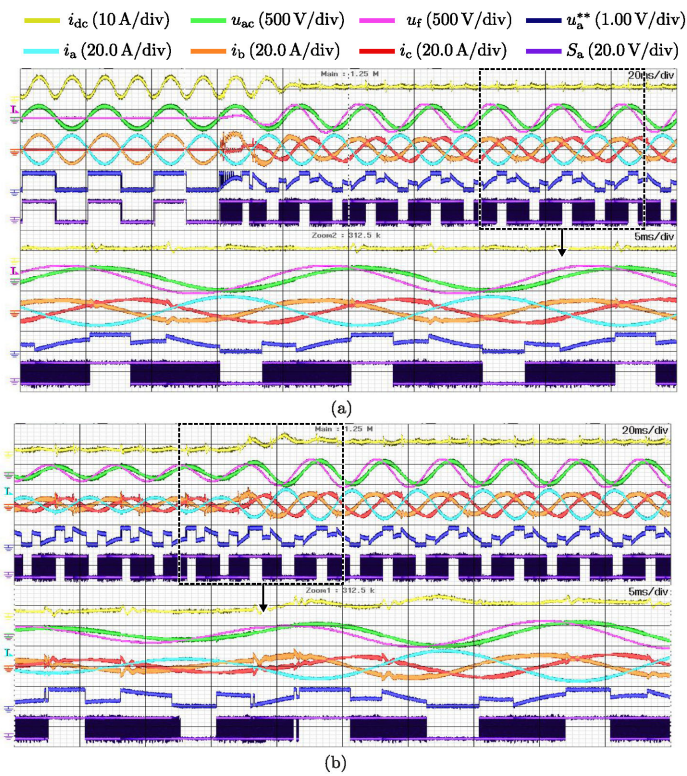 i_dc (10 A/div) u_ac (500 V/div) u_f (500 V/div) u_a** (1.00 V/div)
i_a (20.0 A/div) i_b (20.0 A/div) i_c (20.0 A/div) S_a (20.0 V/div)
Main : 1.25 M 20ms/div
Zoom2 : 312.5 k 5ms/div
(a)
Main : 1.25 M 20ms/div
Zoom1 : 312.5 k 5ms/div
(b)